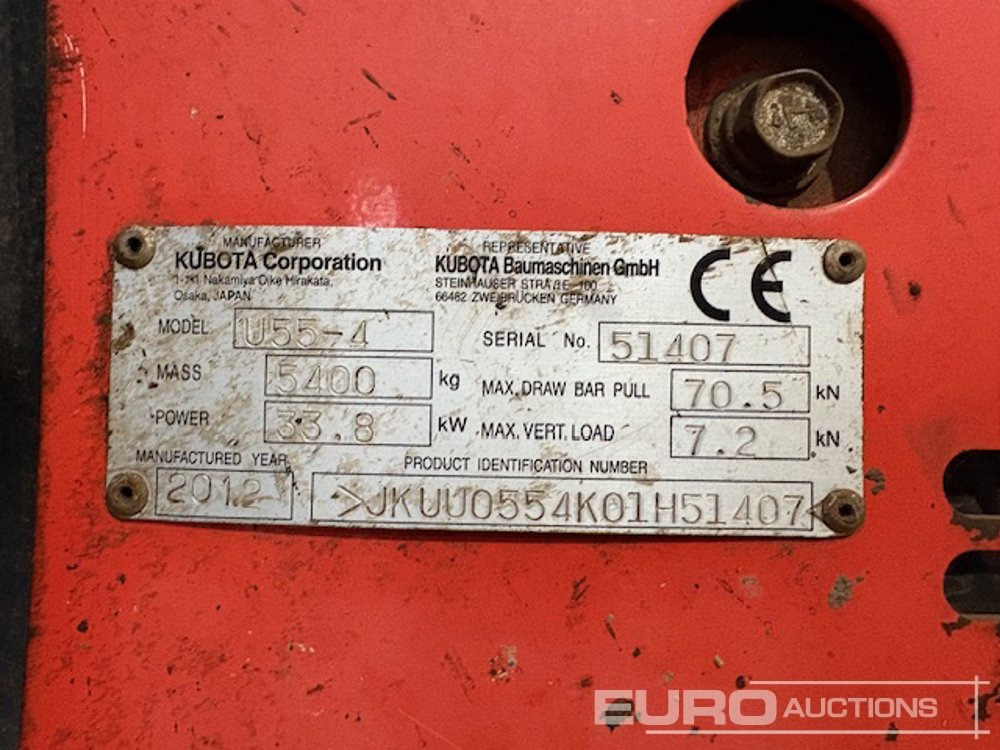 MANUFACTURER
KUBOTA Corporation
1-1-1 Nakamiya Oike Hirakata,
Osaka, JAPAN
REPRESENTATIVE
KUBOTA Baumaschinen GmbH
STEINHAUSER STRAßE 100
66482 ZWEIBRÜCKEN GERMANY
CE
MODEL U55-4
SERIAL No. 51407
MASS 5400 kg
MAX. DRAW BAR PULL 70.5 kN
POWER 33.8 kW
MAX. VERT. LOAD 7.2 kN
MANUFACTURED YEAR
2012
PRODUCT IDENTIFICATION NUMBER
>JKUU0554K01H51407<
EURO AUCTIONS